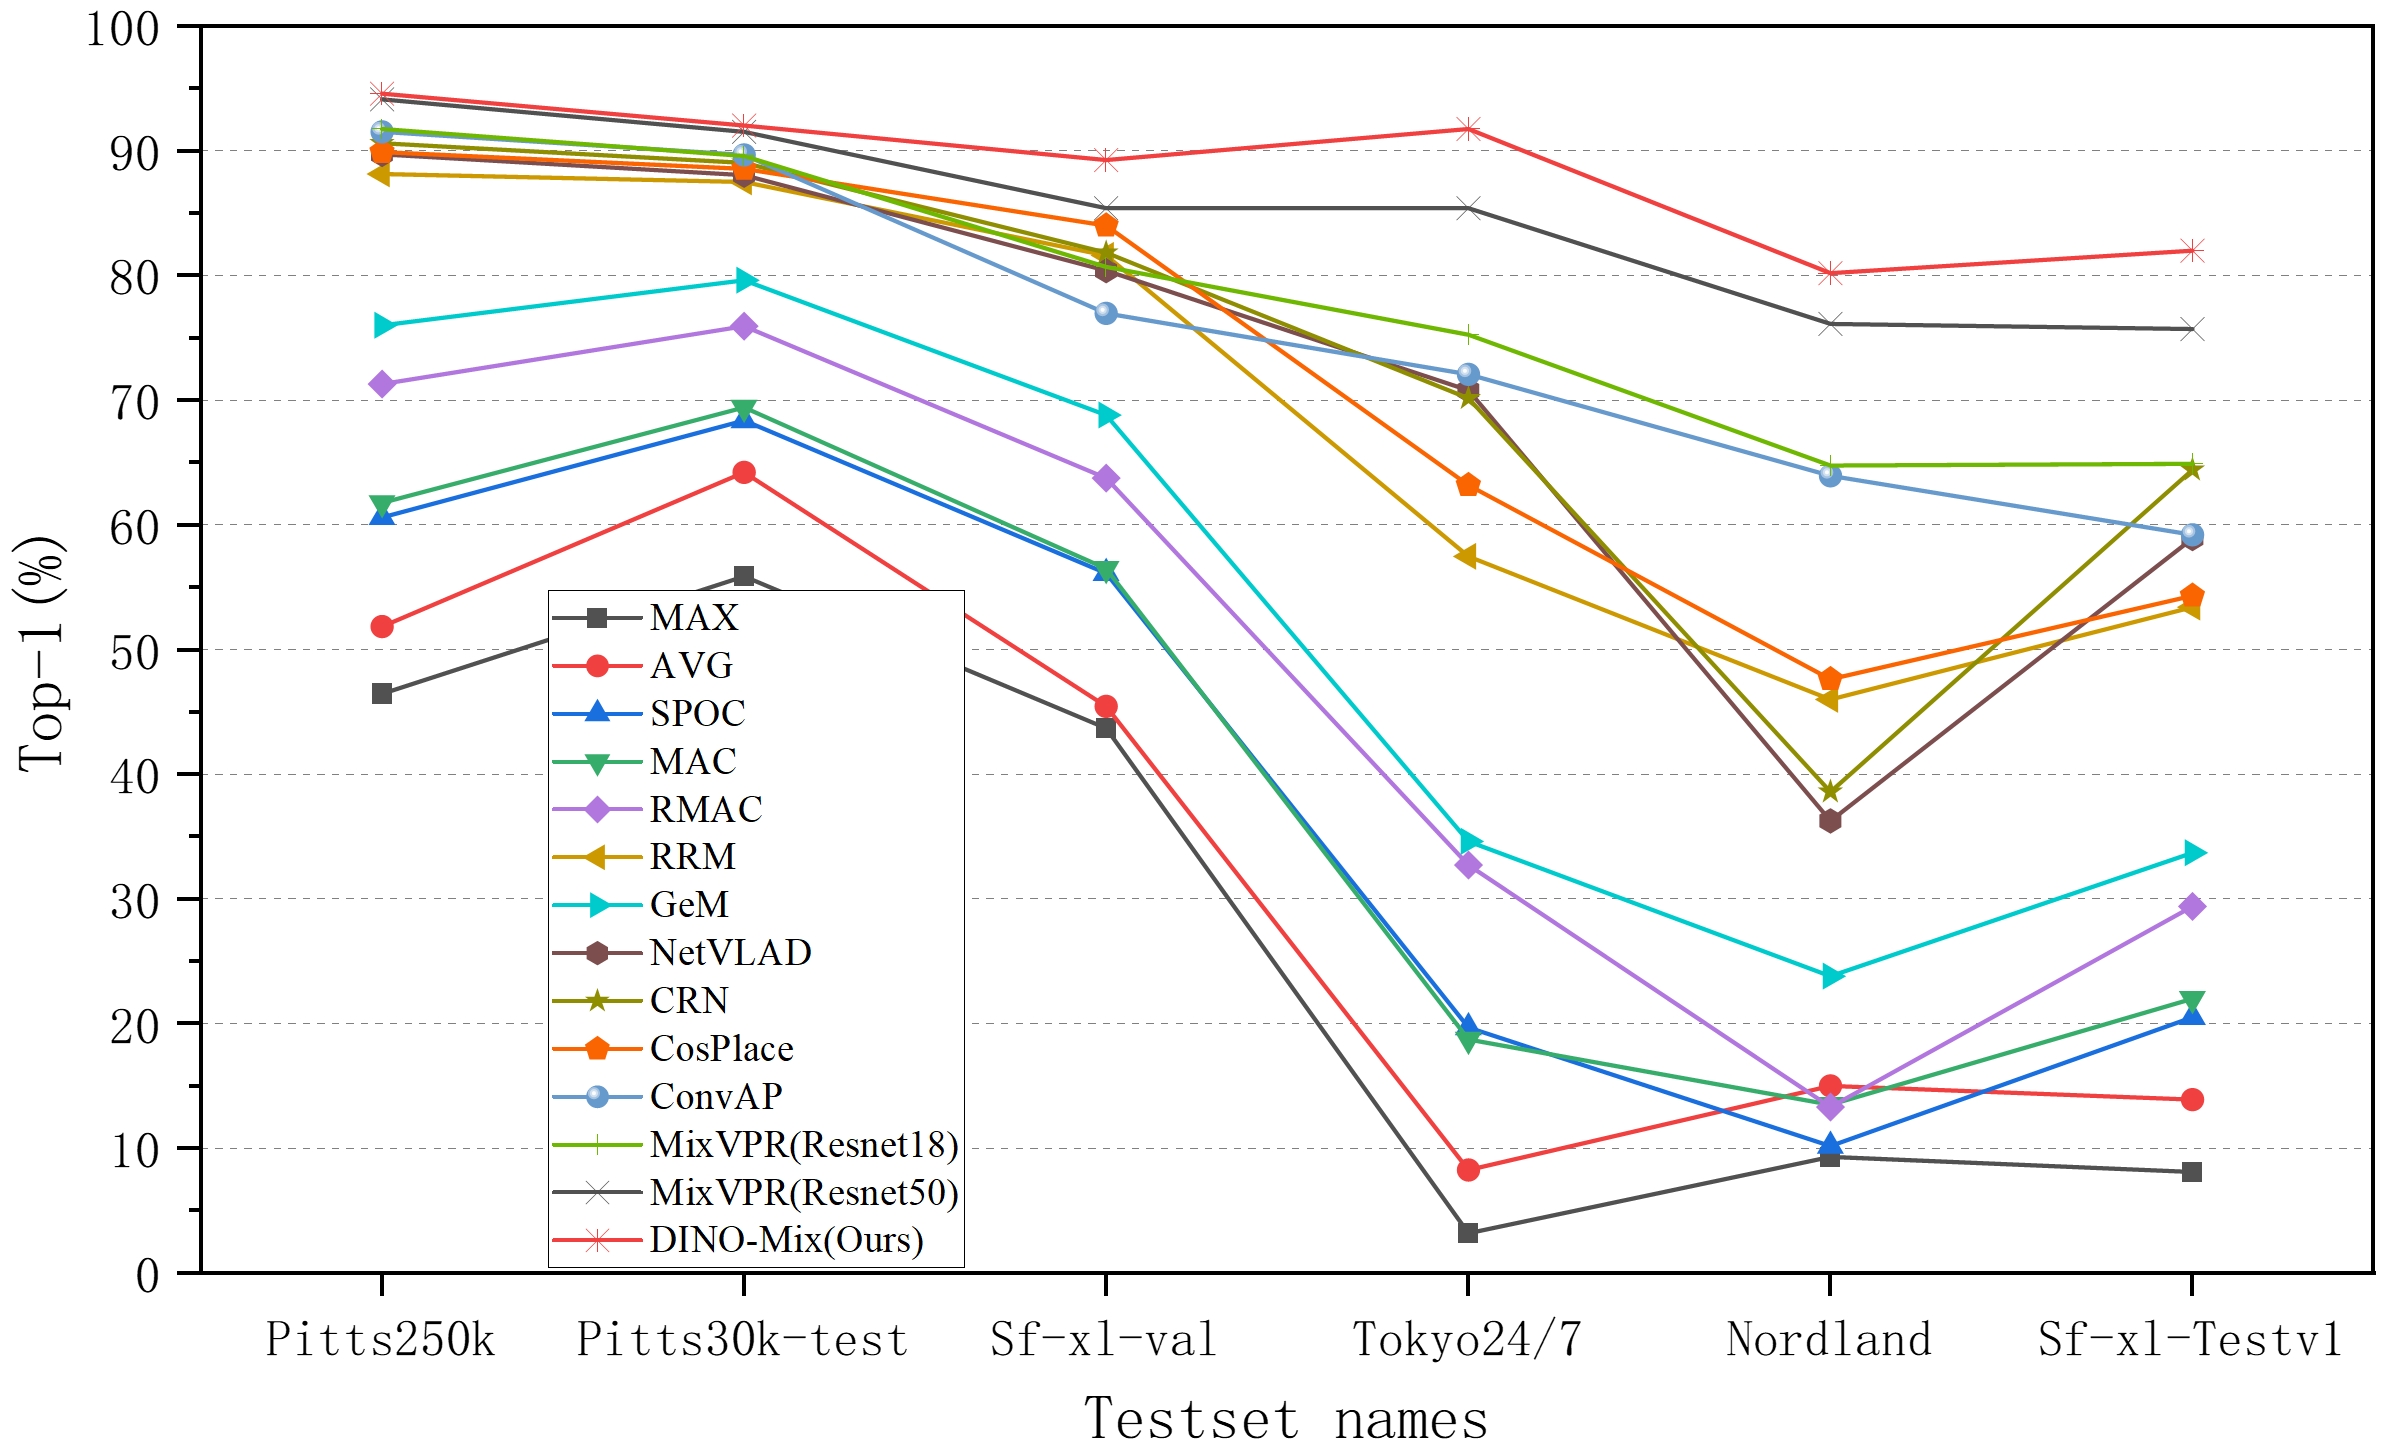 100
90
80
70
60
50
40
30
20
10
0
Top-1(%)
MAX
AVG
SPOC
MAC
RMAC
RRM
GeM
NetVLAD
CRN
CosPlace
ConvAP
MixVPR(Resnet18)
MixVPR(Resnet50)
DINO-Mix(Ours)
Pitts250k Pitts30k-test Sf-xl-val Tokyo24/7 Nordland Sf-xl-Testv1
Testset names